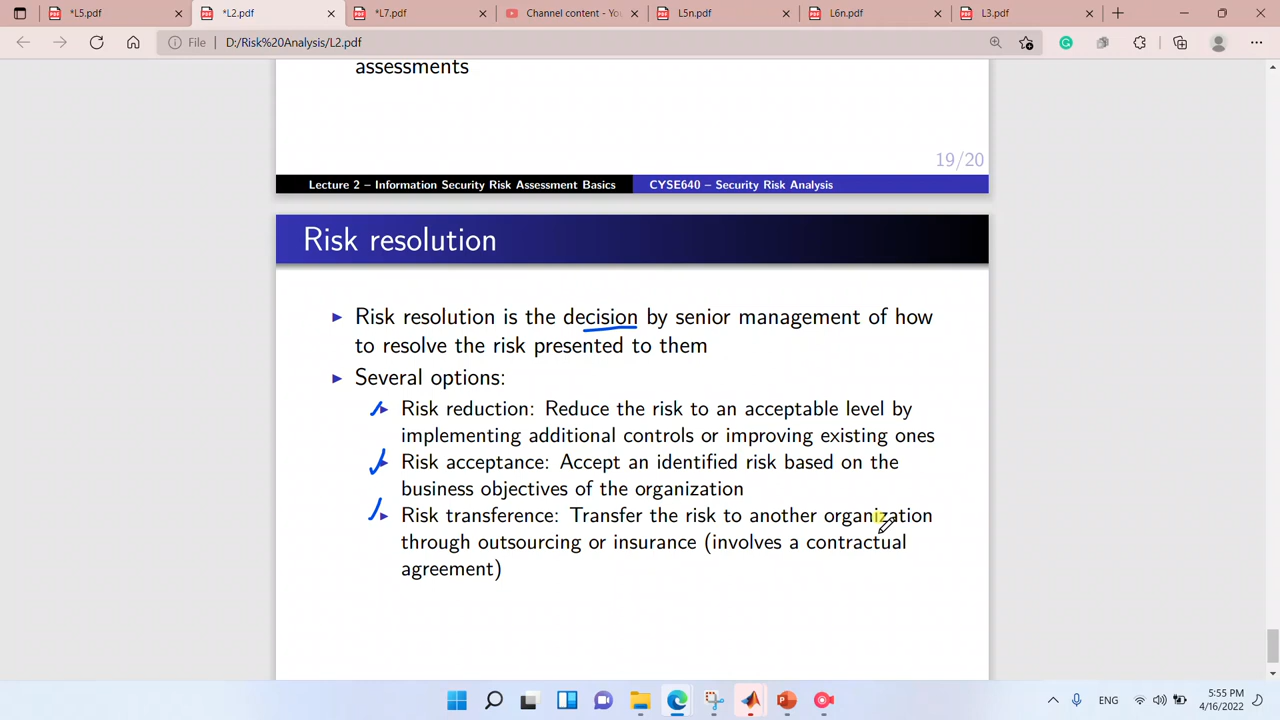 *L5.pdf
*L2.pdf
*L7.pdf
Channel content - You
L5n.pdf
L6n.pdf
L3.pdf
File
D:/Risk%20Analysis/L2.pdf
assessments
19/20
Lecture 2 – Information Security Risk Assessment Basics
CYSE640 – Security Risk Analysis
Risk resolution
Risk resolution is the decision by senior management of how
to resolve the risk presented to them
Several options:
Risk reduction: Reduce the risk to an acceptable level by
implementing additional controls or improving existing ones
Risk acceptance: Accept an identified risk based on the
business objectives of the organization
Risk transference: Transfer the risk to another organization
through outsourcing or insurance (involves a contractual
agreement)
ENG
5:55 PM
4/16/2022